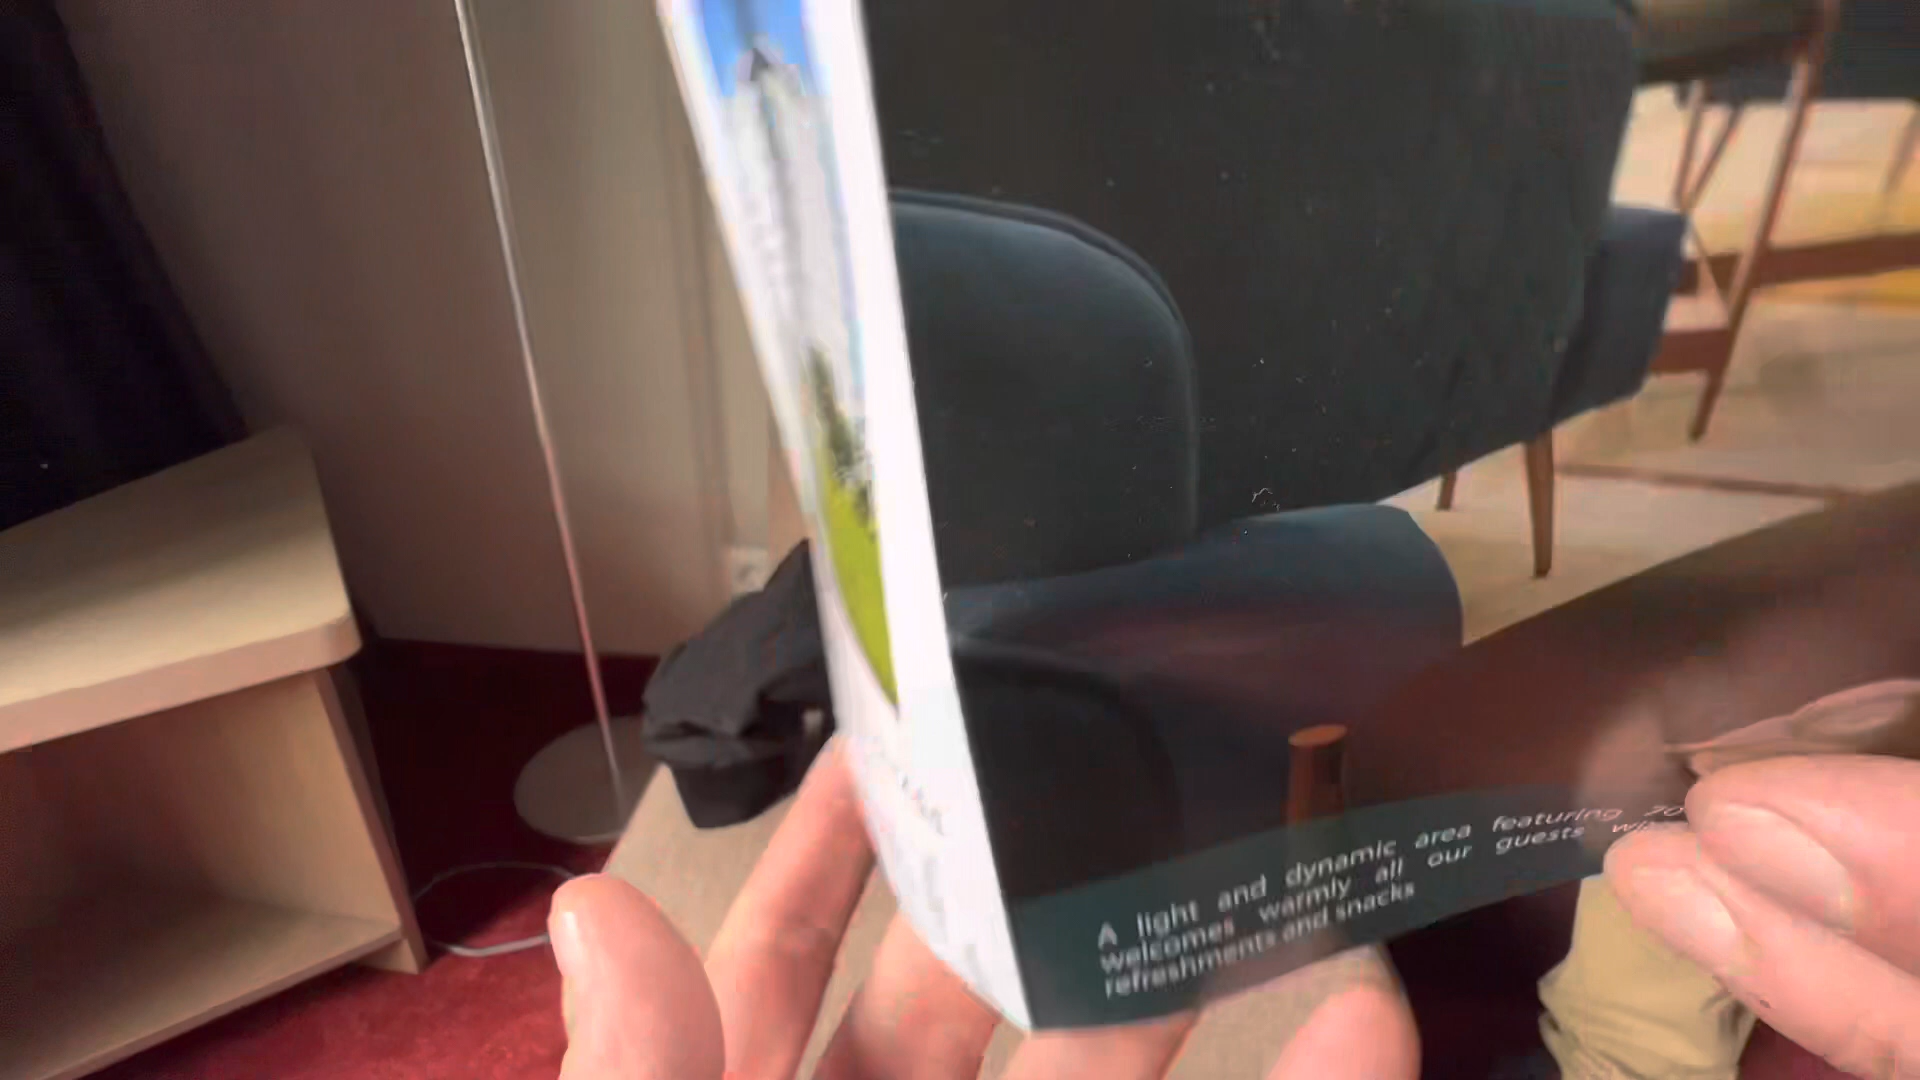 A light and dynamic area featuring
welcomes warmly all our guests
refreshments and snacks